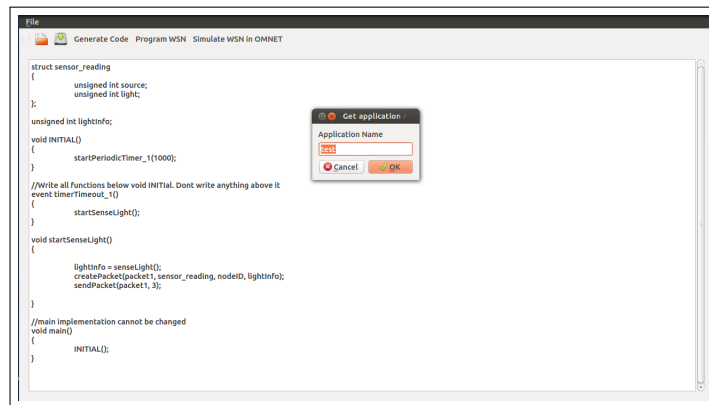 File
Generate Code Program WSN Simulate WSN in OMNET
struct sensor_reading
{
unsigned int source;
unsigned int light;
};
unsigned int lightInfo;
void INITIAL()
{
startPeriodicTimer_1(1000);
}
//Write all functions below void INITIal. Dont write anything above it
event timerTimeout_1()
{
startSenseLight();
}
void startSenseLight()
{
lightInfo = senseLight();
createPacket(packet1, sensor_reading, nodeID, lightInfo);
sendPacket(packet1, 3);
}
//main implementation cannot be changed
void main()
{
INITIAL();
}
Get application
Application Name
test
Cancel OK